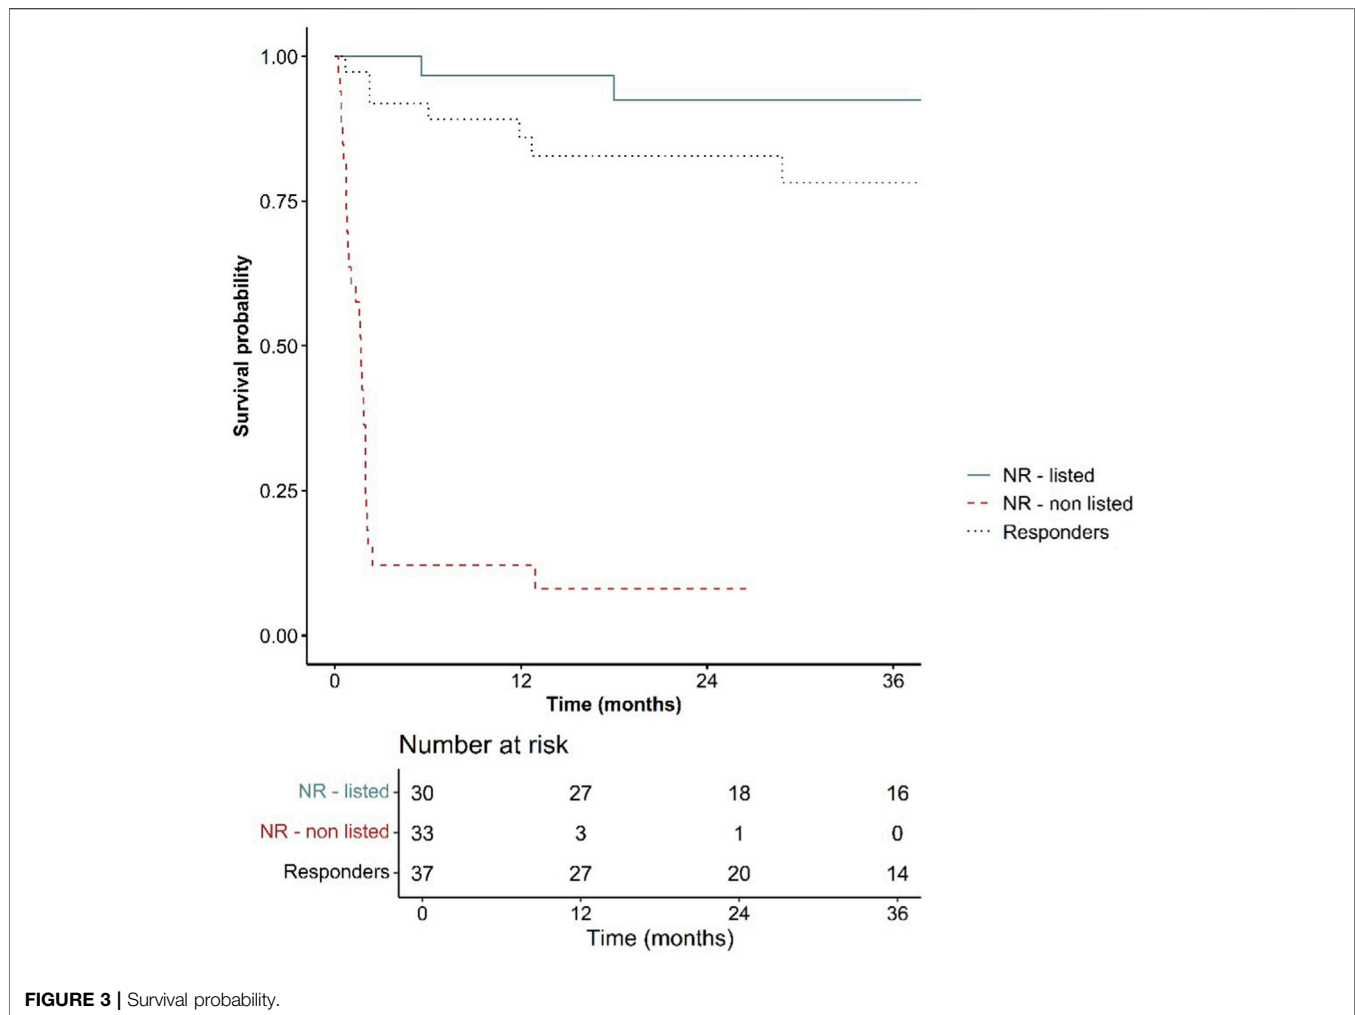 1.00
0.75
0.50
0.25
0.00
Survival probability
0 12 24 36
Time (months)
NR - listed
NR - non listed
Responders
Number at risk
NR - listed 30 27 18 16
NR - non listed 33 3 1 0
Responders 37 27 20 14
0 12 24 36
Time (months)
FIGURE 3 | Survival probability.